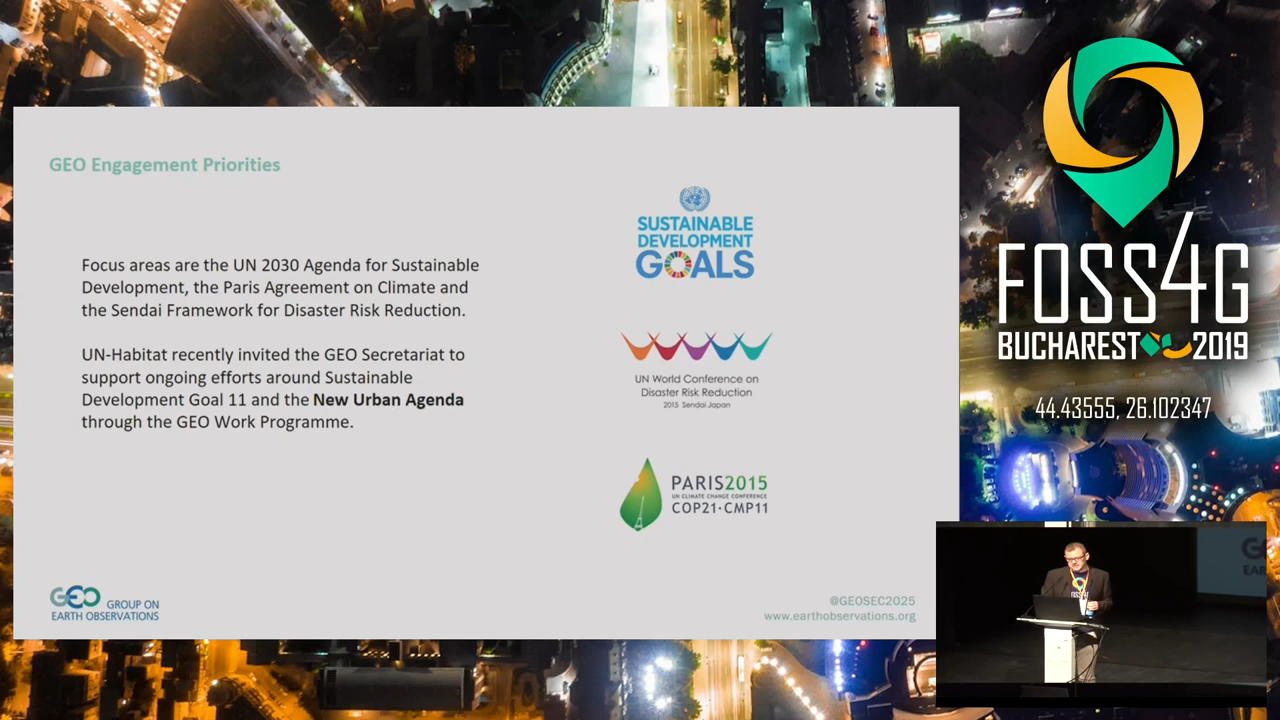 GEO Engagement Priorities
Focus areas are the UN 2030 Agenda for Sustainable
Development, the Paris Agreement on Climate and
the Sendai Framework for Disaster Risk Reduction.
UN-Habitat recently invited the GEO Secretariat to
support ongoing efforts around Sustainable
Development Goal 11 and the New Urban Agenda
through the GEO Work Programme.
SUSTAINABLE
DEVELOPMENT
GOALS
UN World Conference on
Disaster Risk Reduction
2015 Sendai Japan
PARIS2015
UN CLIMATE CHANGE CONFERENCE
COP21·CMP11
GEO GROUP ON
EARTH OBSERVATIONS
@GEOSEC2025
www.earthobservations.org
FOSS4G
BUCHAREST 2019
44.43555, 26.102347